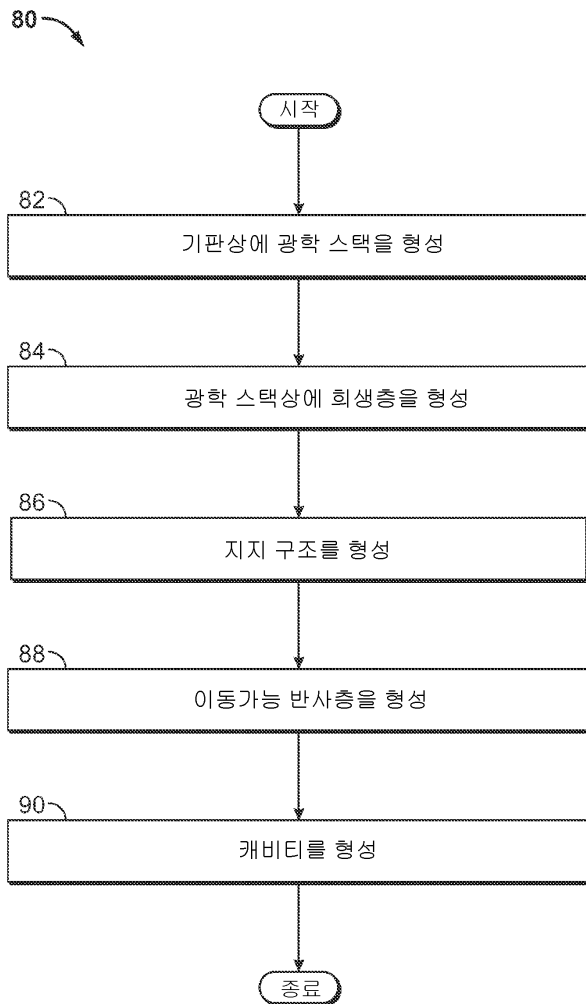 80
시작
82
기판상에 광학 스택을 형성
84
광학 스택상에 희생층을 형성
86
지지 구조를 형성
88
이동가능 반사층을 형성
90
캐비티를 형성
종료